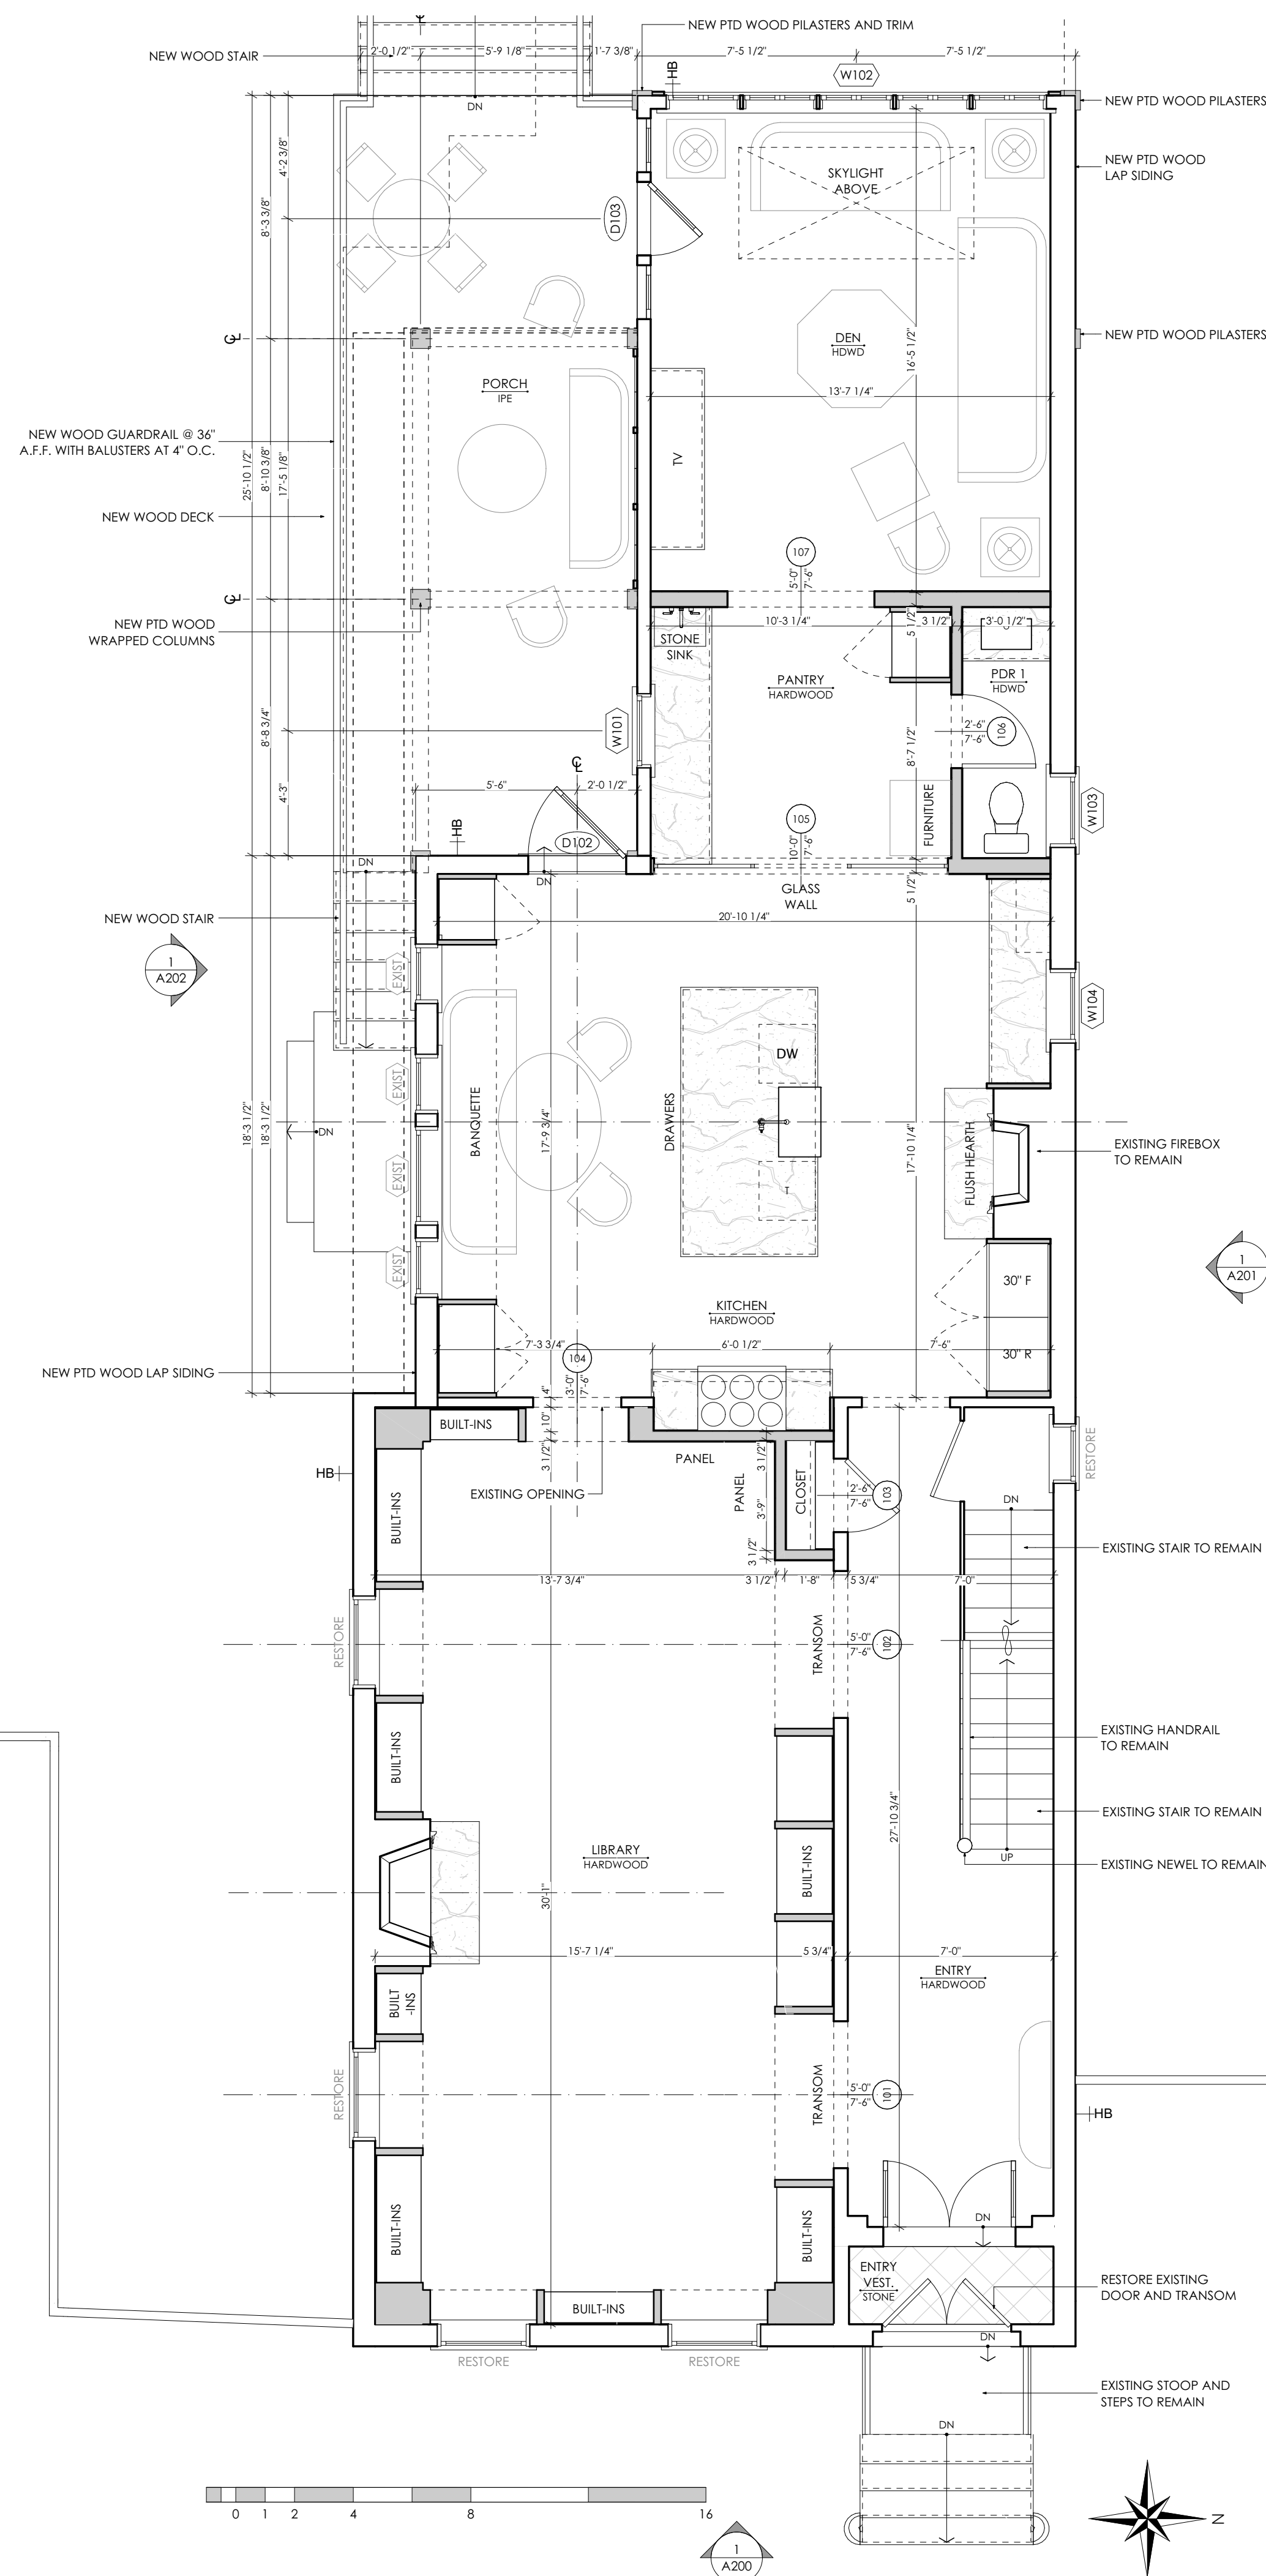 NEW WOOD STAIR
2'-0 1/2"
5'-9 1/8"
1'-7 3/8"
NEW PTD WOOD PILASTERS AND TRIM
7'-5 1/2"
7'-5 1/2"
W102
HB
DN
NEW PTD WOOD PILASTERS
NEW PTD WOOD
LAP SIDING
4'-2 3/8"
8'-3 3/8"
D103
SKYLIGHT
ABOVE
NEW PTD WOOD PILASTERS
DEN
HDWD
16'-5 1/2"
13'-7 1/4"
PORCH
IPE
TV
NEW WOOD GUARDRAIL @ 36"
A.F.F. WITH BALUSTERS AT 4" O.C.
25'-10 1/2"
8'-10 3/8"
17'-5 1/8"
NEW WOOD DECK
107
5'-0"
7'-6"
NEW PTD WOOD
WRAPPED COLUMNS
STONE
SINK
10'-3 1/4"
5 1/2"
3 1/2"
3'-0 1/2"
PANTRY
HARDWOOD
PDR 1
HDWD
W101
2'-6"
7'-6"
106
8'-8 3/4"
8'-7 1/2"
4'-3"
5'-6"
2'-0 1/2"
HB
D102
DN
DN
105
10'-0"
7'-6"
FURNITURE
W103
GLASS
WALL
5 1/2"
20'-10 1/4"
NEW WOOD STAIR
1
A202
EXIST
W104
DW
EXIST
BANQUETTE
DRAWERS
18'-3 1/2"
18'-3 1/2"
DN
17'-9 3/4"
17'-10 1/4"
FLUSH HEARTH
EXISTING FIREBOX
TO REMAIN
EXIST
T
EXIST
1
A201
30" F
KITCHEN
HARDWOOD
7'-3 3/4"
6'-0 1/2"
7'-6"
30" R
104
3'-0"
7'-6"
NEW PTD WOOD LAP SIDING
4"
10"
3 1/2"
BUILT-INS
PANEL
HB
EXISTING OPENING
BUILT-INS
PANEL
3 1/2"
3'-9"
3 1/2"
CLOSET
2'-6"
7'-6"
103
DN
RESTORE
EXISTING STAIR TO REMAIN
13'-7 3/4"
3 1/2"
1'-8"
5 3/4"
7'-0"
RESTORE
TRANSOM
5'-0"
7'-6"
102
BUILT-INS
EXISTING HANDRAIL
TO REMAIN
27'-10 3/4"
EXISTING STAIR TO REMAIN
UP
LIBRARY
HARDWOOD
BUILT-INS
EXISTING NEWEL TO REMAIN
30'-1"
15'-7 1/4"
5 3/4"
7'-0"
ENTRY
HARDWOOD
BUILT
-INS
RESTORE
TRANSOM
5'-0"
7'-6"
101
HB
BUILT-INS
BUILT-INS
DN
ENTRY
VEST.
STONE
RESTORE EXISTING
DOOR AND TRANSOM
BUILT-INS
DN
RESTORE
RESTORE
EXISTING STOOP AND
STEPS TO REMAIN
DN
0 1 2 4 8 16
1
A200
N